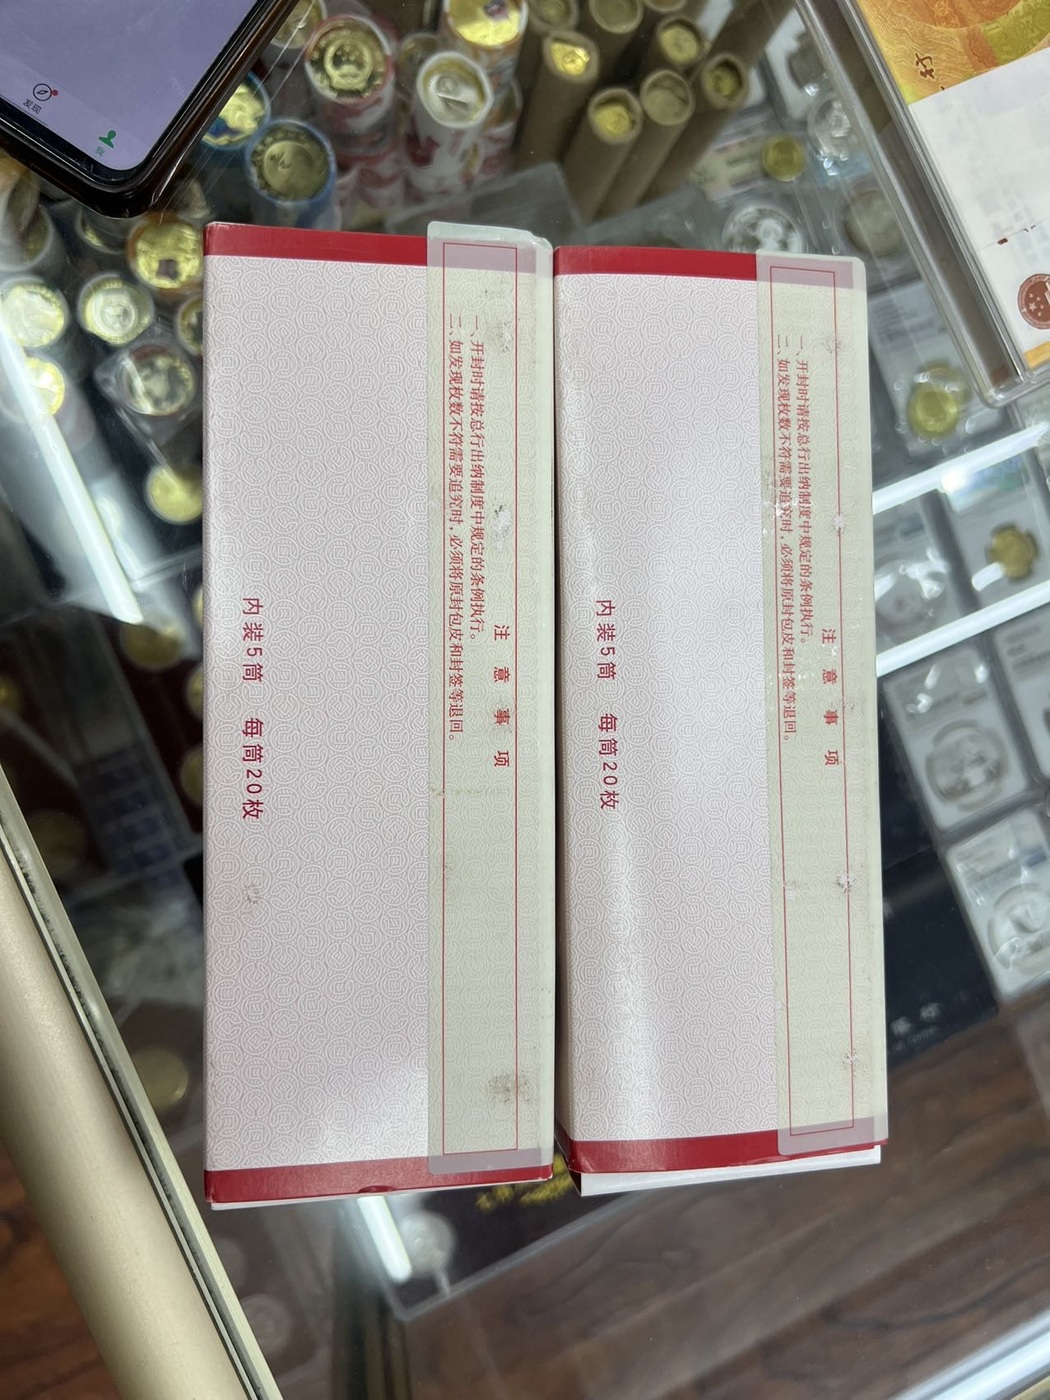 发现
我
注意事项
一、开封时请按总行出纳制度中规定的条例执行。
二、如发现枚数不符需要追究时，必须将原封包皮和封签等退回。
内装5筒 每筒20枚
注意事项
一、开封时请按总行出纳制度中规定的条例执行。
二、如发现枚数不符需要追究时，必须将原封包皮和封签等退回。
内装5筒 每筒20枚